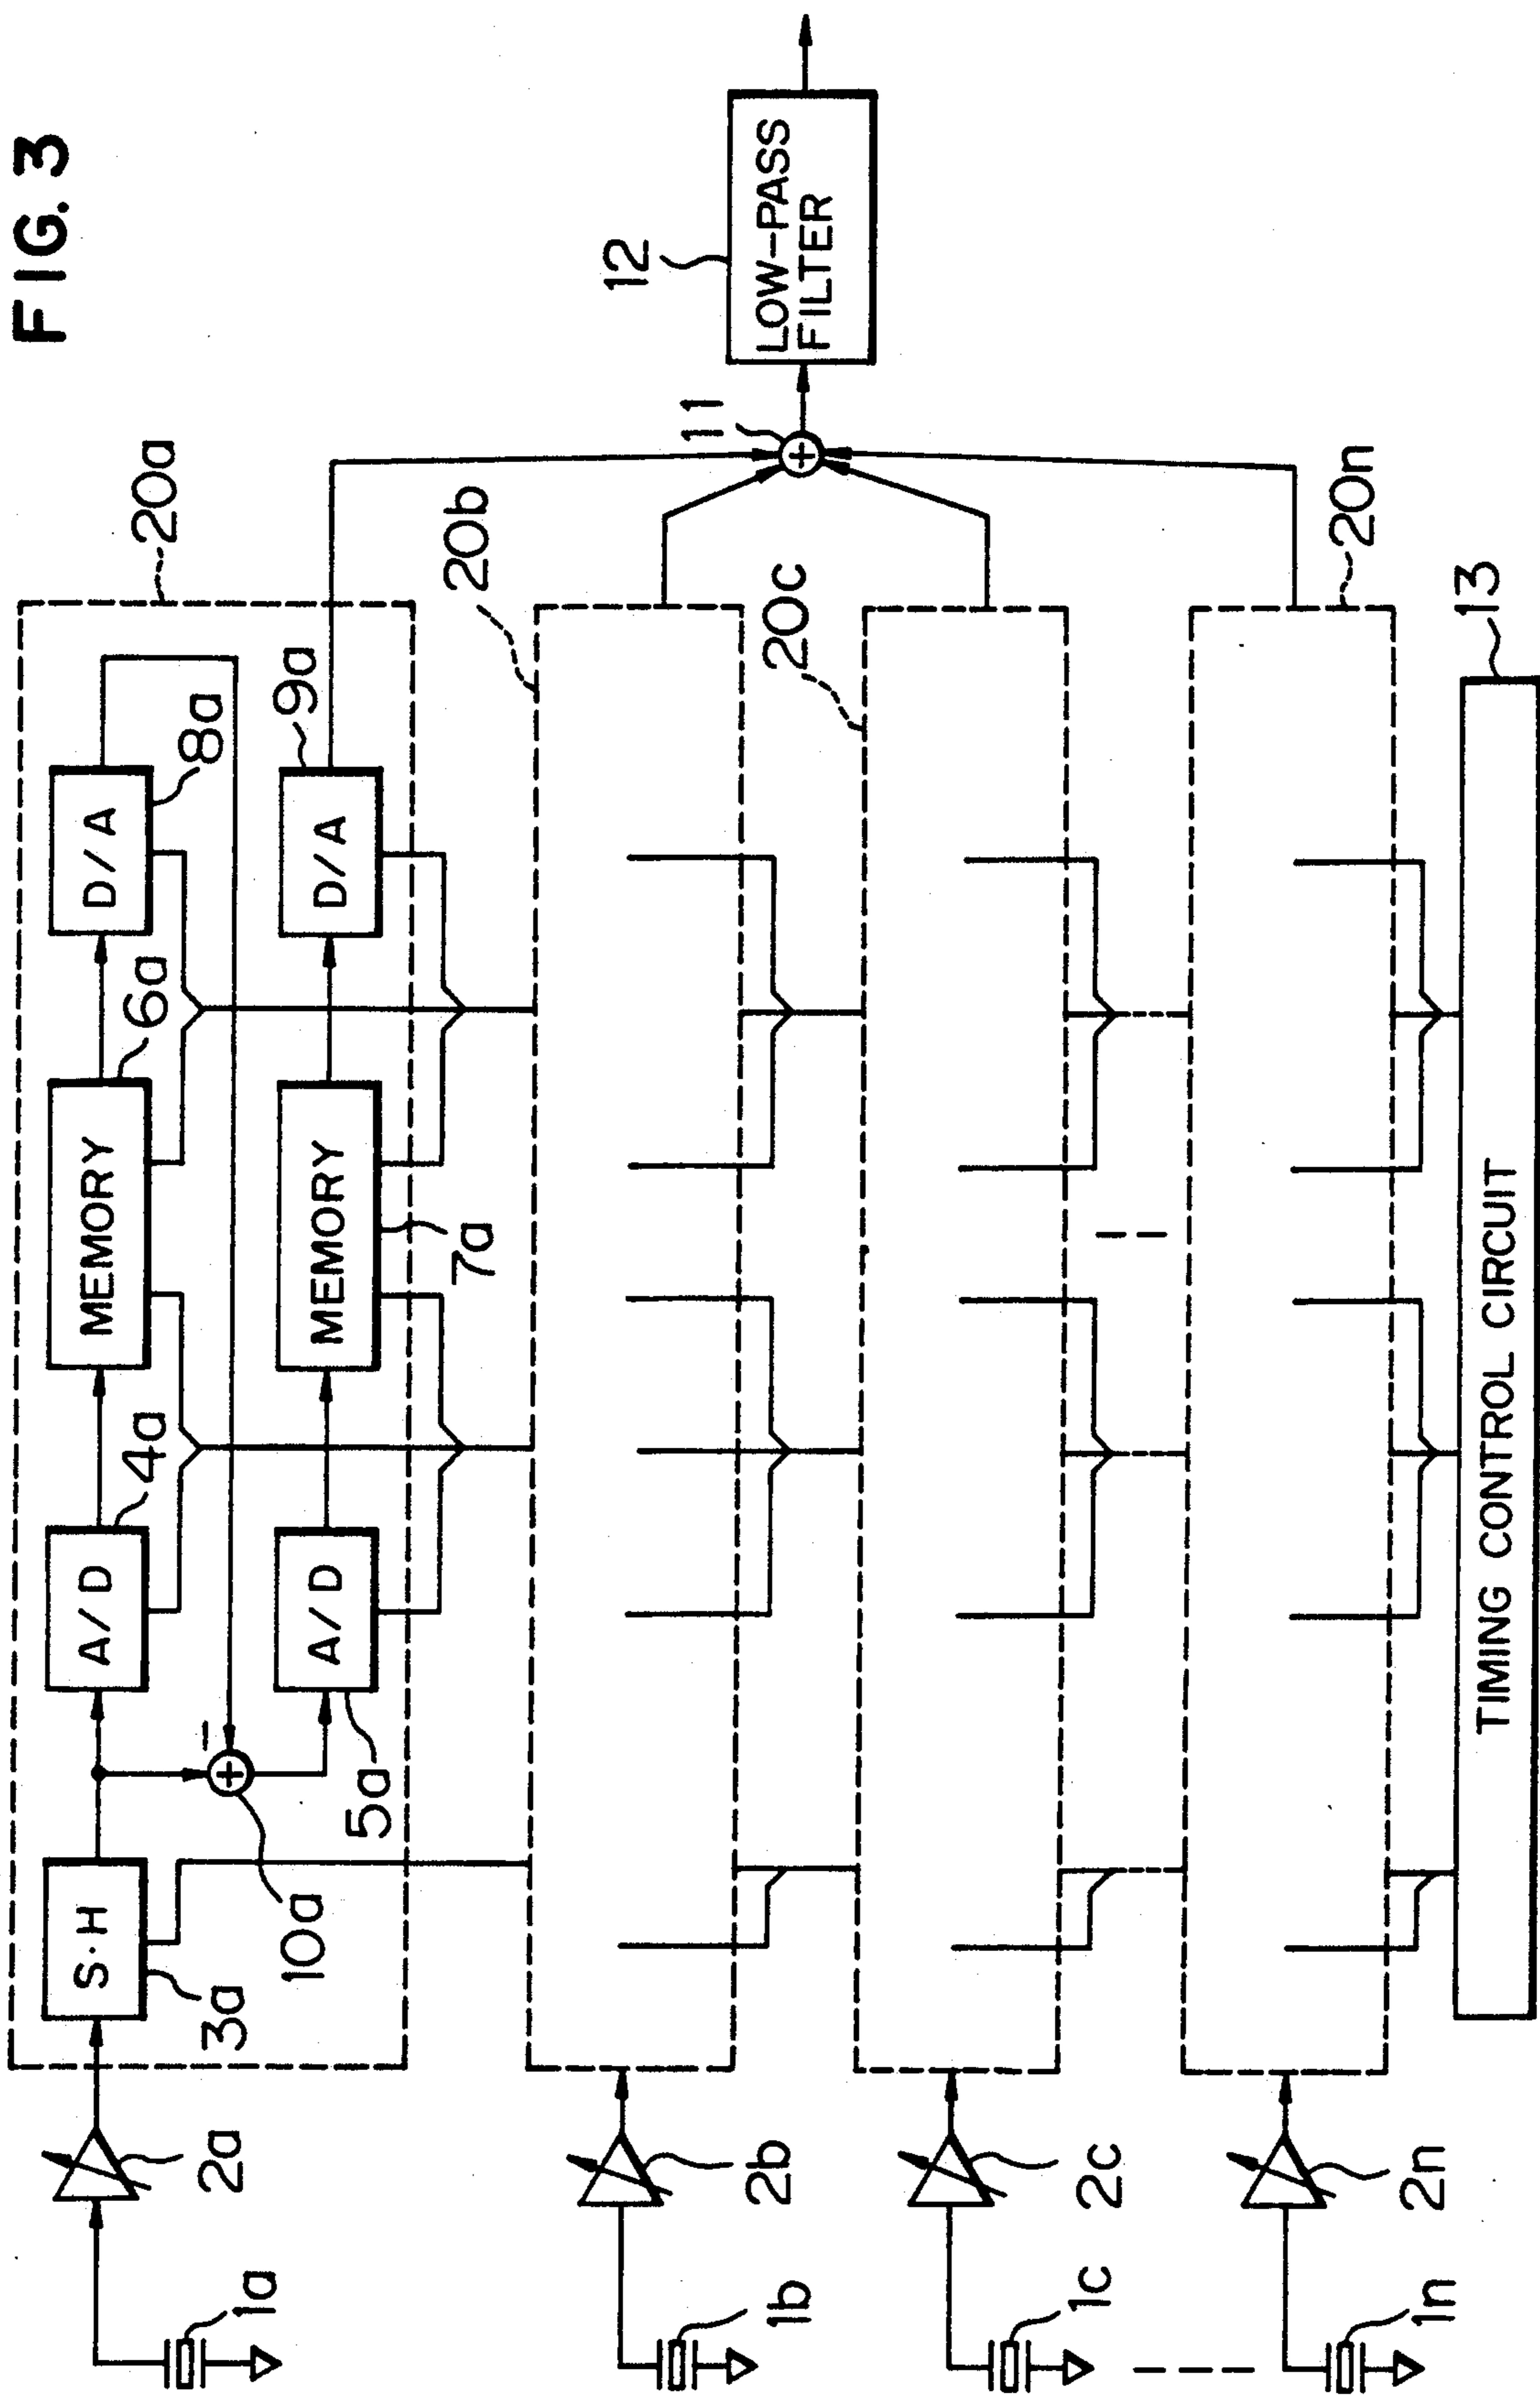 FIG. 3
20a
S·H
3a
A/D
4a
MEMORY
6a
D/A
8a
10a
−
+
A/D
5a
MEMORY
7a
D/A
9a
1a
2a
20b
1b
2b
20c
1c
2c
20n
1n
2n
11
+
12
LOW-PASS
FILTER
13
TIMING CONTROL CIRCUIT